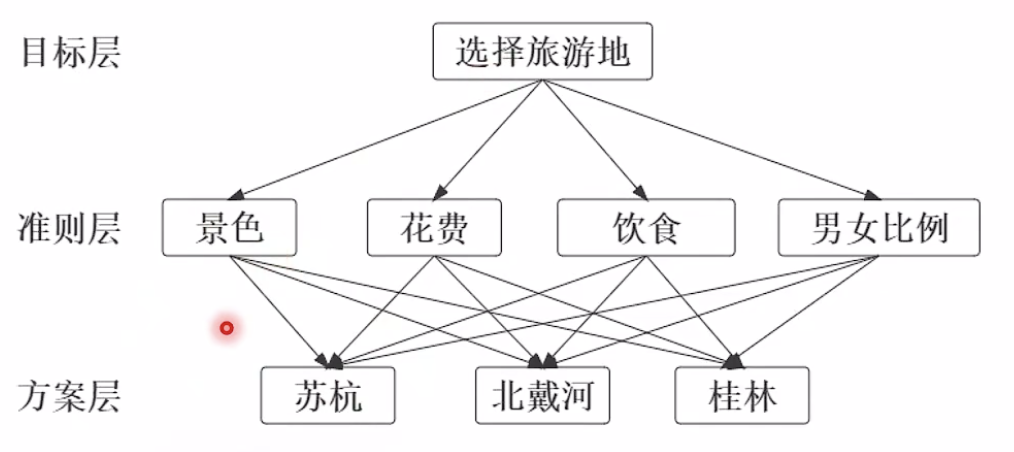 目标层 选择旅游地
准则层 景色 花费 饮食 男女比例
方案层 苏杭 北戴河 桂林